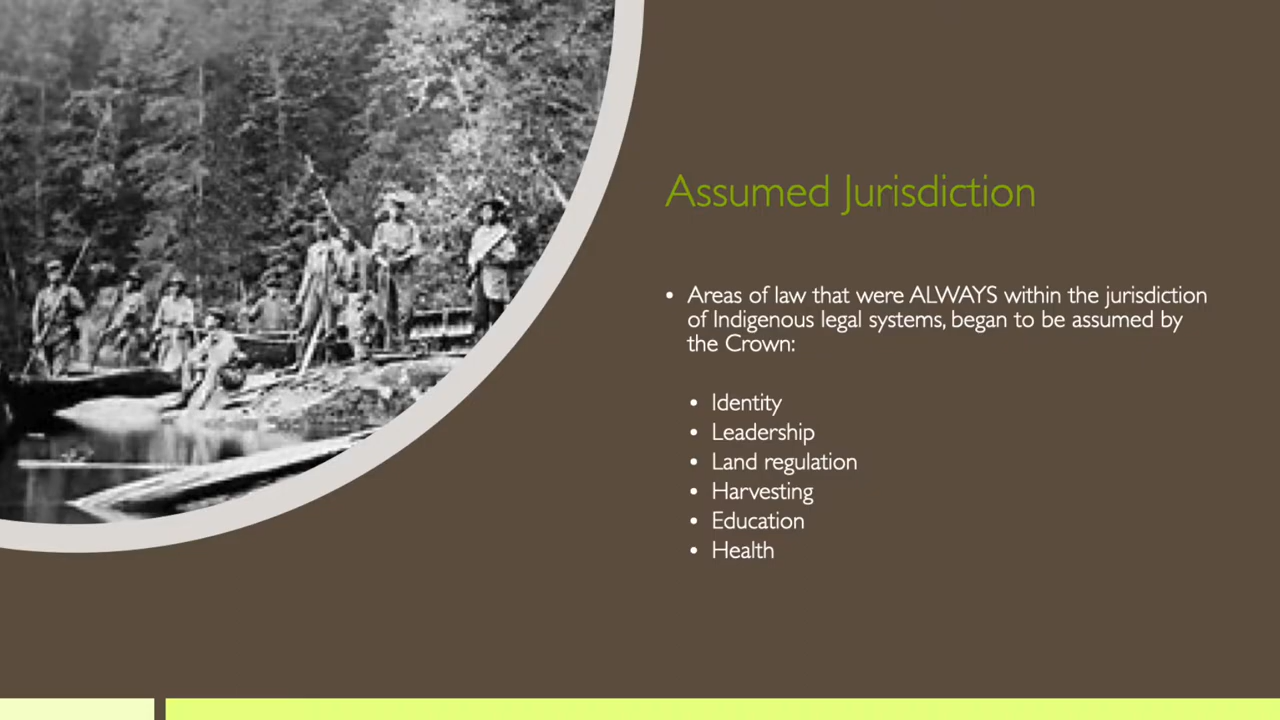 Assumed Jurisdiction
• Areas of law that were ALWAYS within the jurisdiction
of Indigenous legal systems, began to be assumed by
the Crown:
• Identity
• Leadership
• Land regulation
• Harvesting
• Education
• Health